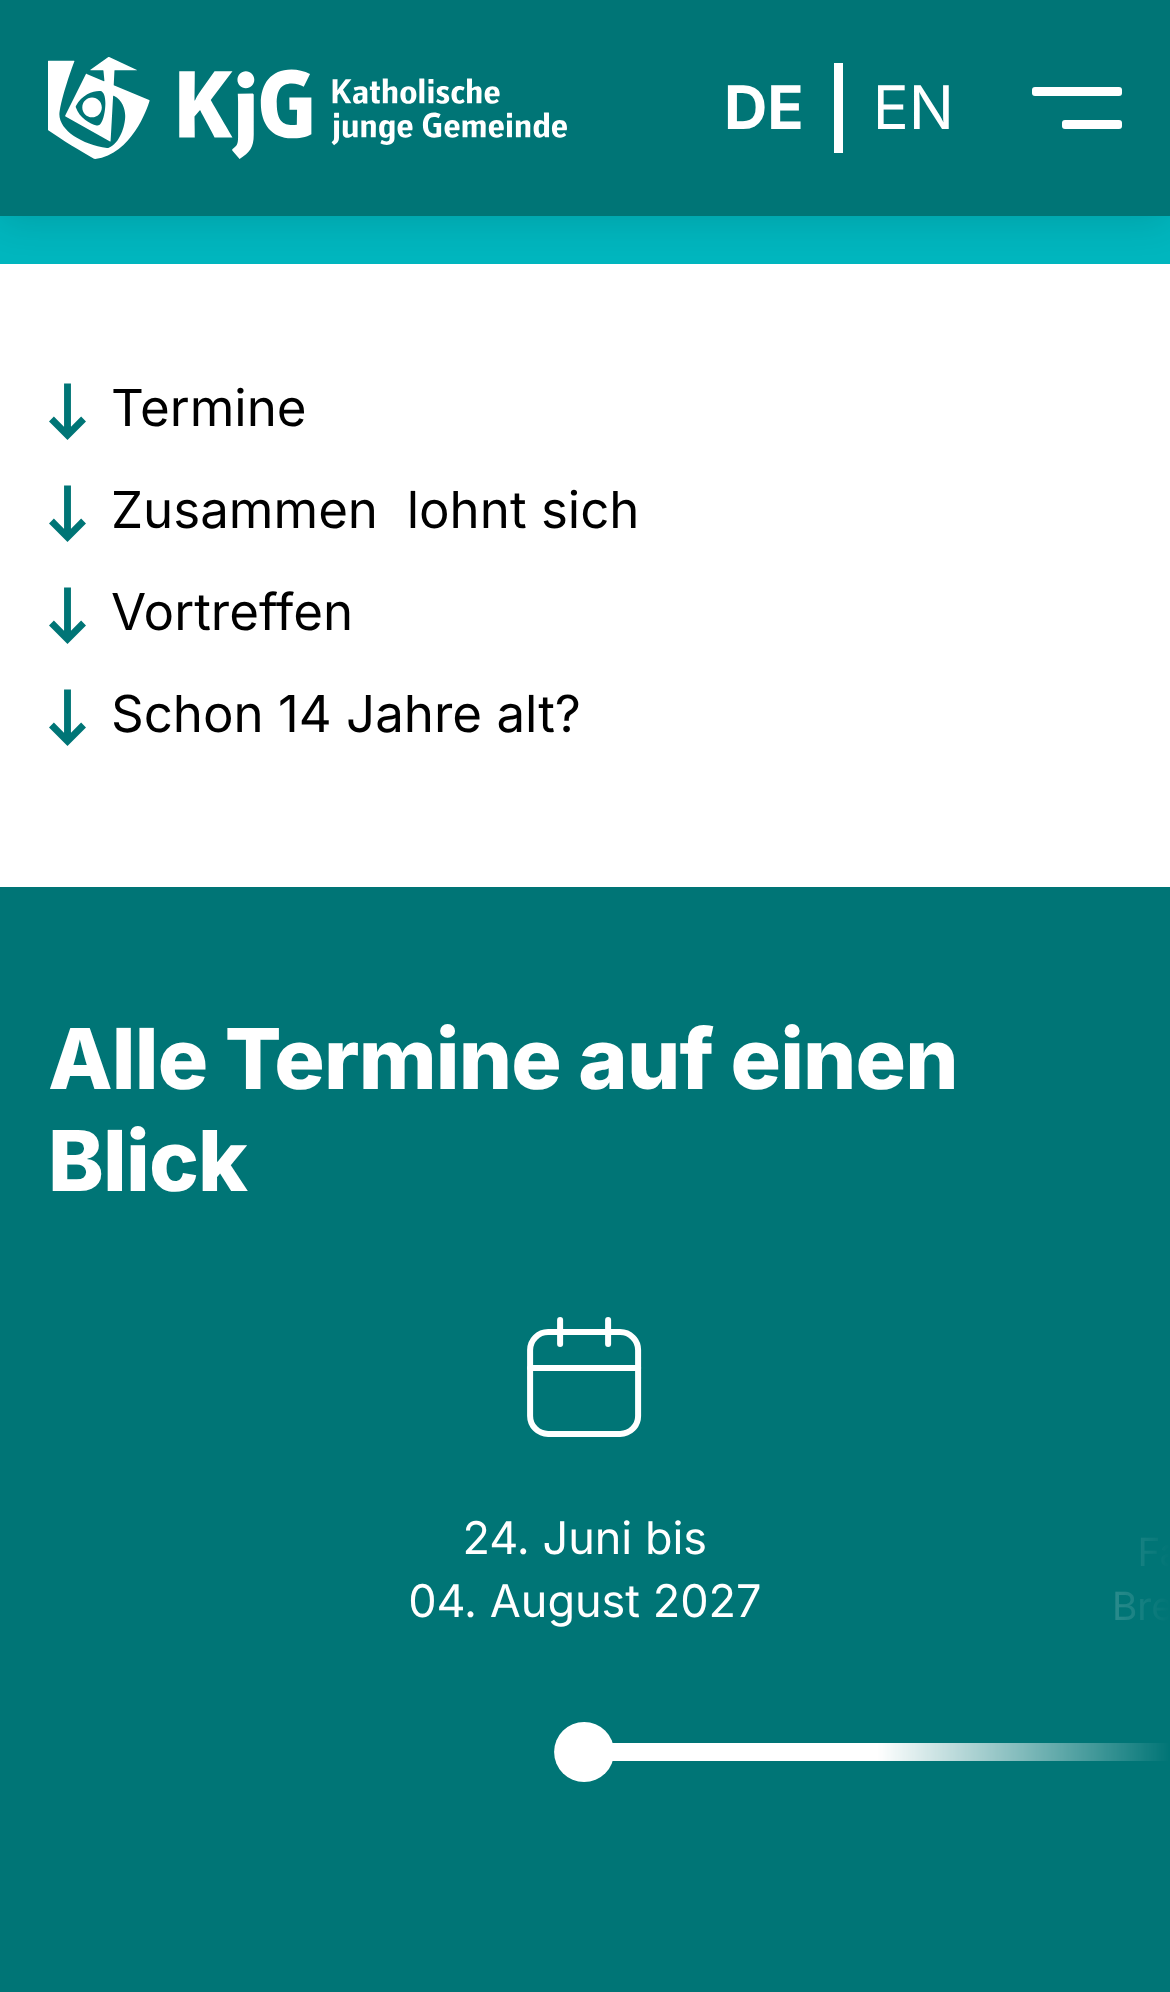 KjG Katholische
junge Gemeinde
DE | EN
Termine
Zusammen  lohnt sich
Vortreffen
Schon 14 Jahre alt?
Alle Termine auf einen
Blick
24. Juni bis
04. August 2027